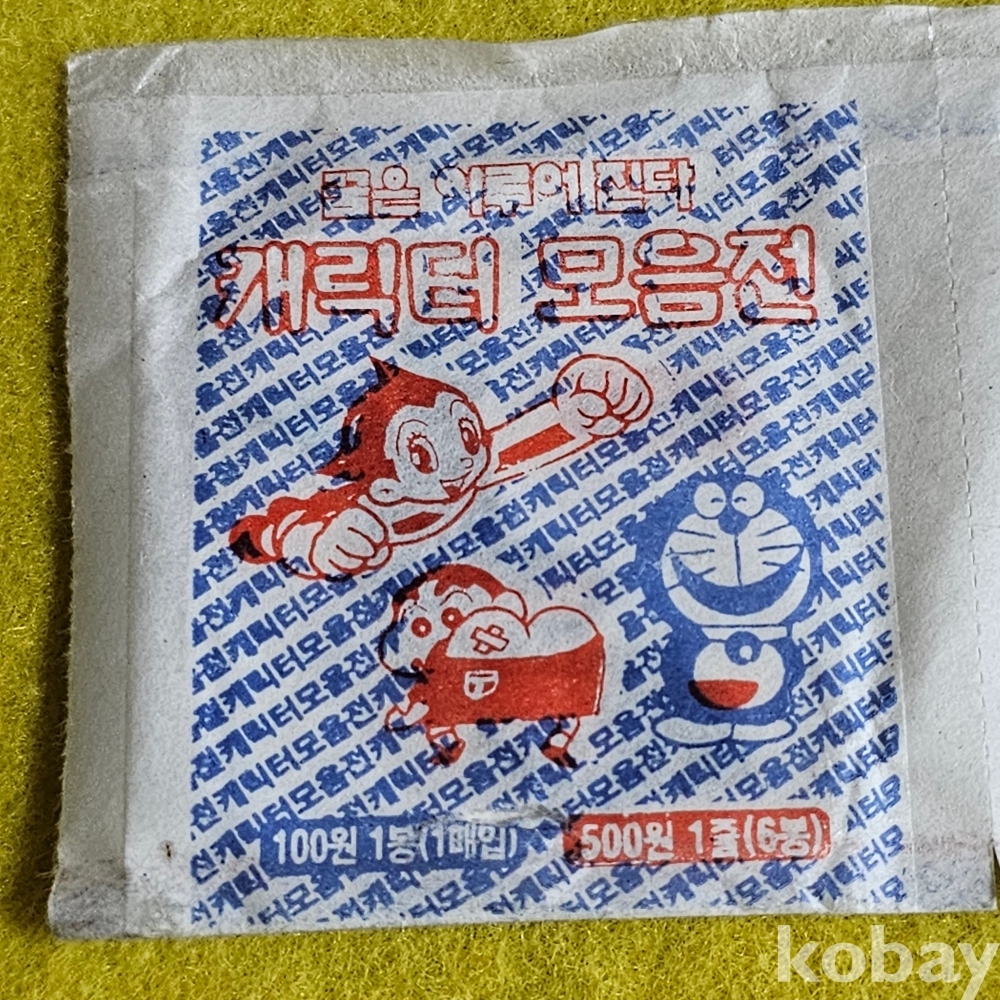 꿈은 이루어 진다
캐릭터 모음전
100원 1봉(1매입)
500원 1줄(6봉)
kobay